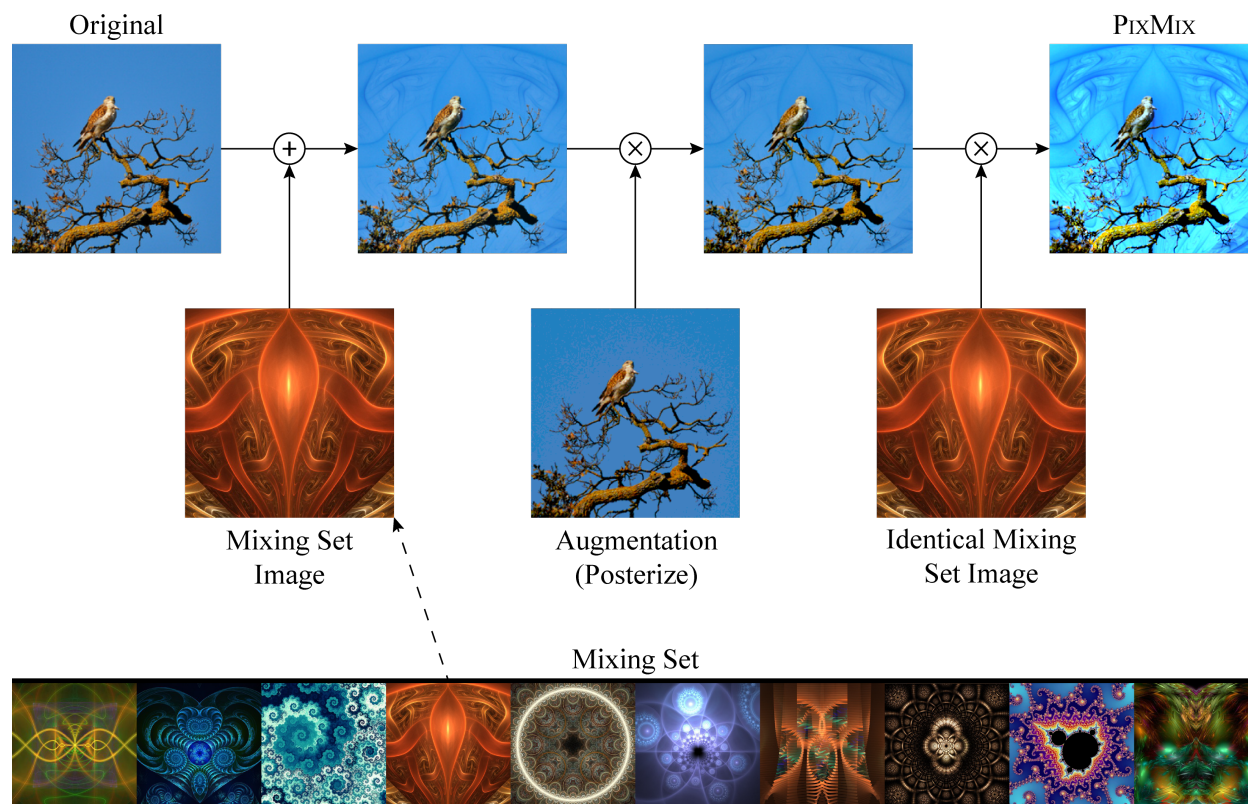 Original
PIXMIX
Mixing Set
Image
Augmentation
(Posterize)
Identical Mixing
Set Image
Mixing Set